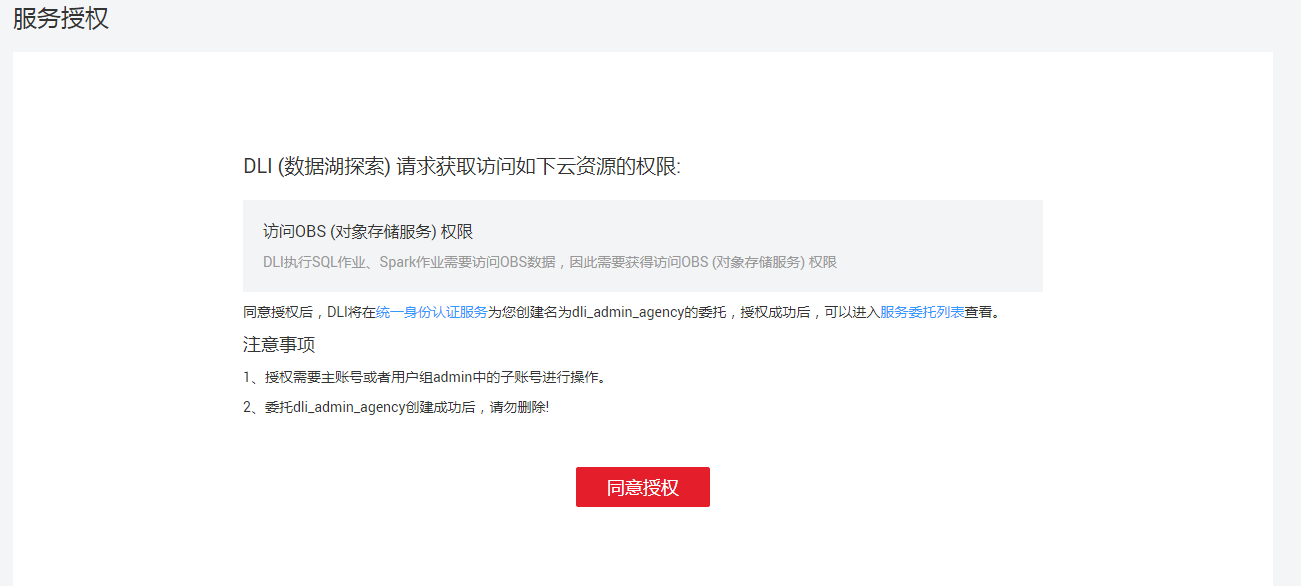 服务授权
DLI (数据湖探索) 请求获取访问如下云资源的权限:
访问OBS (对象存储服务) 权限
DLI执行SQL作业、Spark作业需要访问OBS数据，因此需要获得访问OBS (对象存储服务) 权限
同意授权后，DLI将在统一身份认证服务为您创建名为dli_admin_agency的委托，授权成功后，可以进入服务委托列表查看。
注意事项
1、授权需要主账号或者用户组admin中的子账号进行操作。
2、委托dli_admin_agency创建成功后，请勿删除!
同意授权